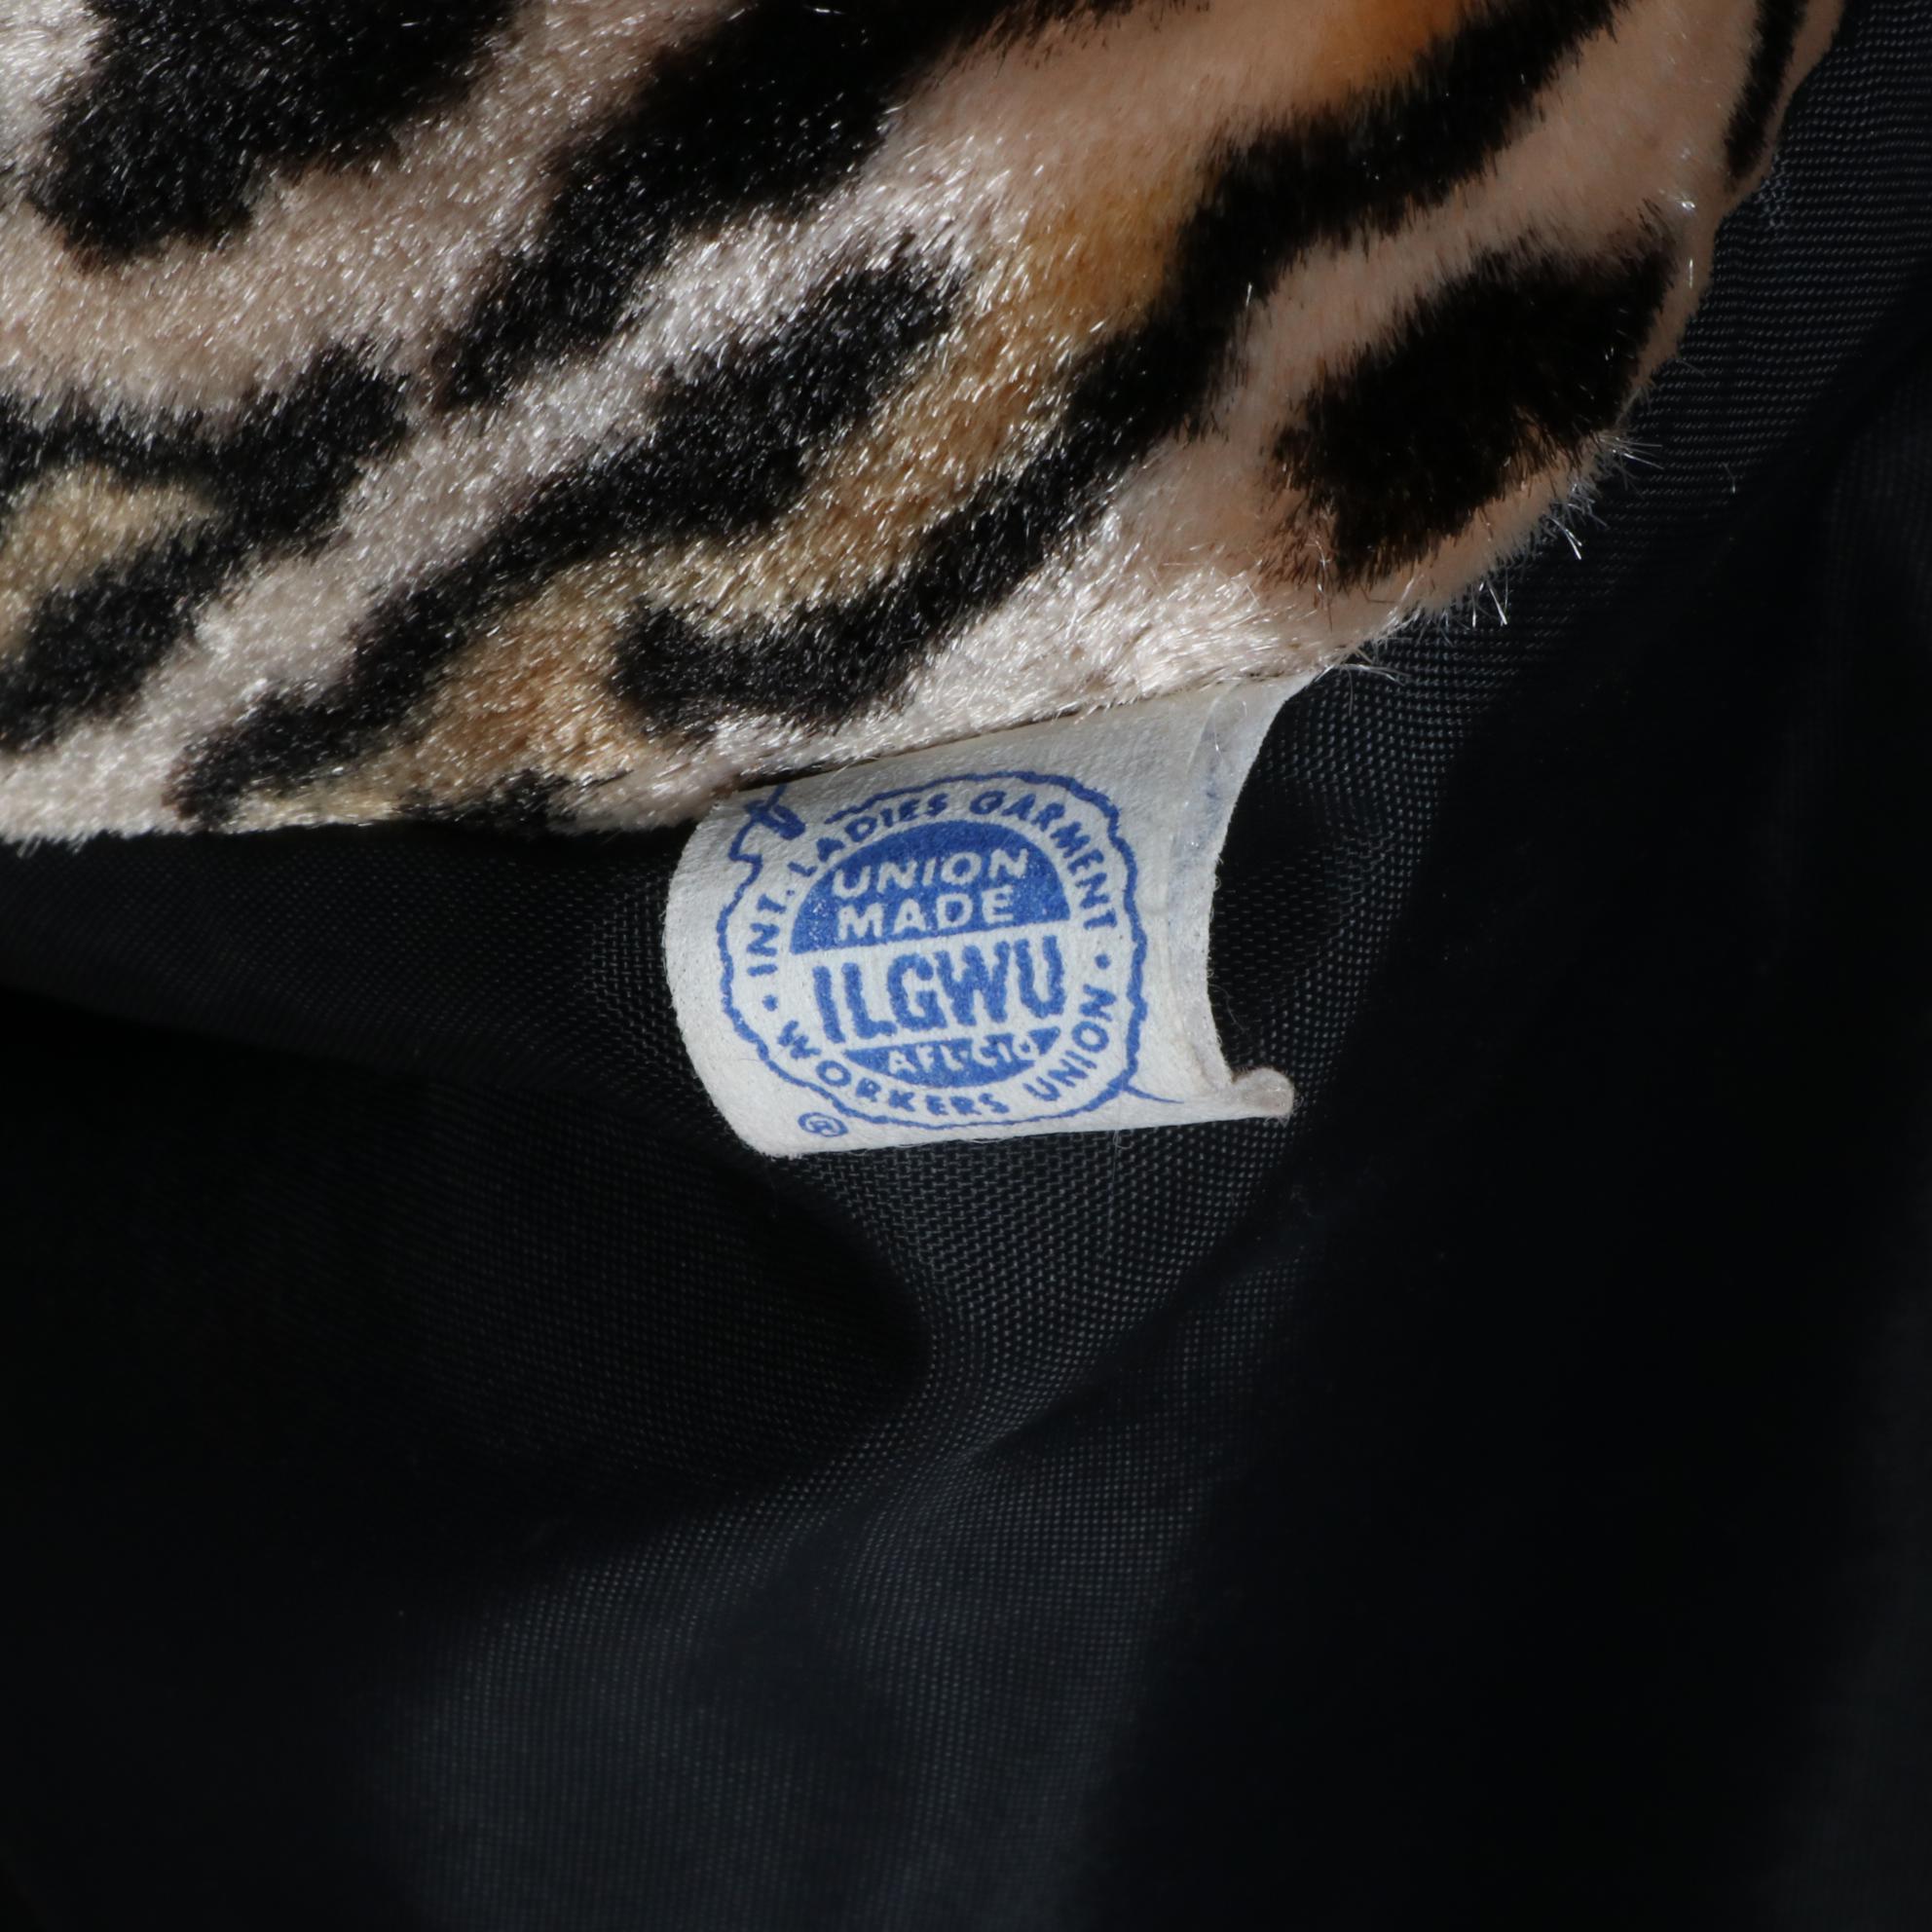 INT. LADIES GARMENT
UNION
MADE
ILGWU
AFL-CIO
• WORKERS UNION •
®